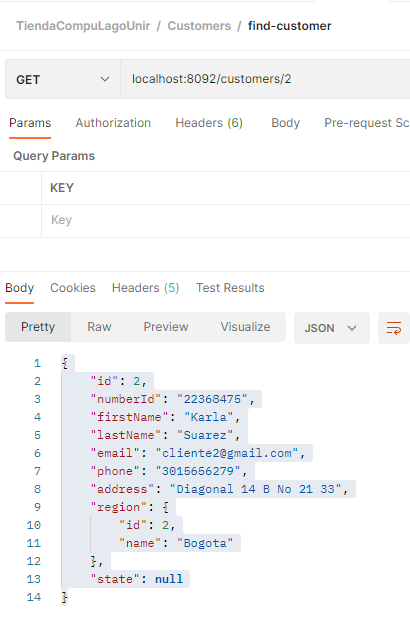 TiendaCompuLagoUnir / Customers / find-customer
GET localhost:8092/customers/2
Params Authorization Headers (6) Body Pre-request Sc
Query Params
KEY
Key
Body Cookies Headers (5) Test Results
Pretty Raw Preview Visualize JSON
1 {
2 "id": 2,
3 "numberId": "22368475",
4 "firstName": "Karla",
5 "lastName": "Suarez",
6 "email": "cliente2@gmail.com",
7 "phone": "3015656279",
8 "address": "Diagonal 14 B No 21 33",
9 "region": {
10 "id": 2,
11 "name": "Bogota"
12 },
13 "state": null
14 }